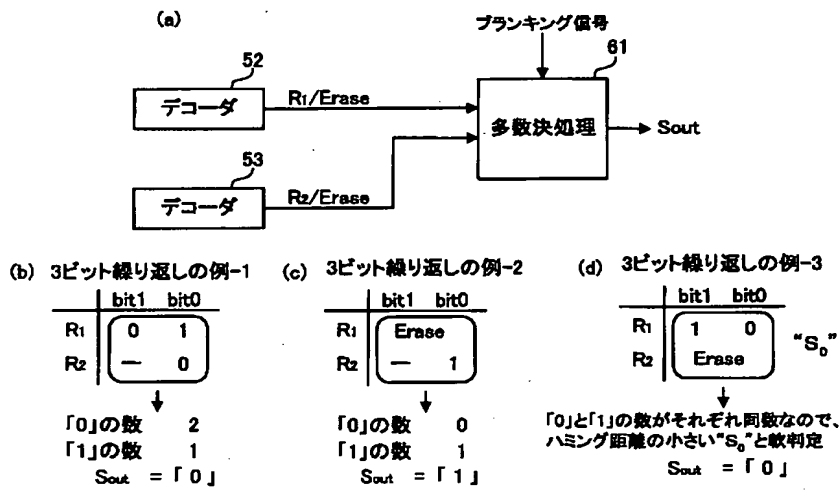 (a)
ブランキング信号
52
61
デコーダ
R1/Erase
多数決処理
Sout
53
デコーダ
R2/Erase
(b) 3ビット繰り返しの例-1
bit1 bit0
R1 0 1
R2 — 0
「0」の数 2
「1」の数 1
Sout = 「0」
(c) 3ビット繰り返しの例-2
bit1 bit0
R1 Erase
R2 — 1
「0」の数 0
「1」の数 1
Sout = 「1」
(d) 3ビット繰り返しの例-3
bit1 bit0
R1 1 0
R2 Erase
“S0”
「0」と「1」の数がそれぞれ同数なので、
ハミング距離の小さい“S0”と軟判定
Sout = 「0」